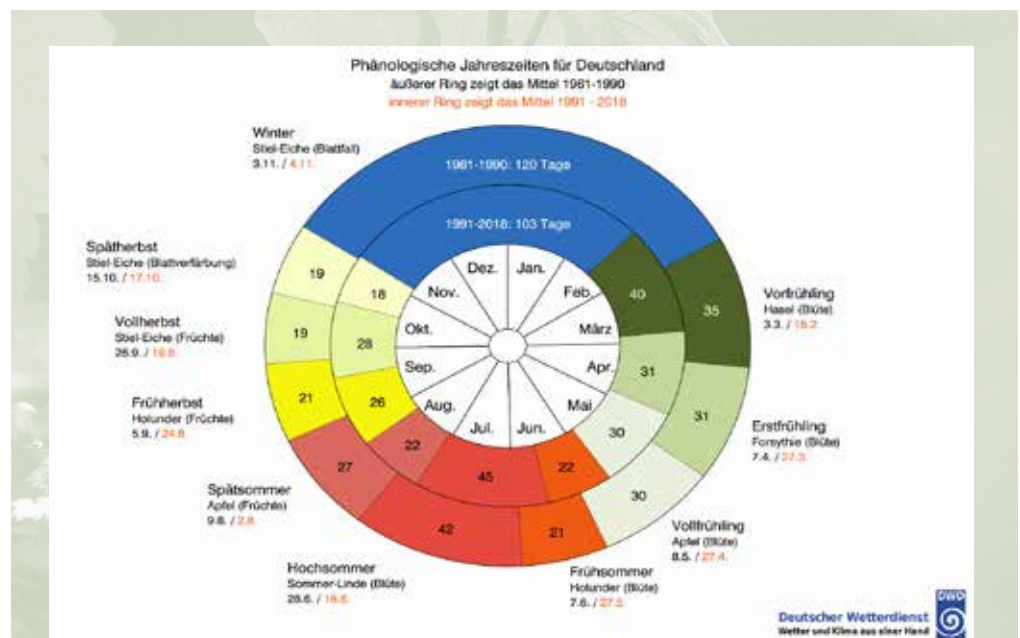 Phänologische Jahreszeiten für Deutschland
äußerer Ring zeigt das Mittel 1961-1990
innerer Ring zeigt das Mittel 1991 - 2018
Winter
Stiel-Eiche (Blattfall)
3.11. / 4.11.
1961-1990: 120 Tage
1991-2018: 103 Tage
Spätherbst
Stiel-Eiche (Blattverfärbung)
15.10. / 17.10.
Vollherbst
Stiel-Eiche (Früchte)
26.9. / 19.9.
Frühherbst
Holunder (Früchte)
5.9. / 24.8.
Spätsommer
Apfel (Früchte)
9.8. / 2.8.
Hochsommer
Sommer-Linde (Blüte)
28.6. / 18.6.
Frühsommer
Holunder (Blüte)
7.6. / 27.5.
Vollfrühling
Apfel (Blüte)
8.5. / 27.4.
Erstfrühling
Forsythie (Blüte)
7.4. / 27.3.
Vorfrühling
Hasel (Blüte)
3.3. / 15.2.
19
19
21
27
42
21
30
31
35
18
28
26
22
45
22
30
31
40
Jan.
Feb.
März
Apr.
Mai
Jun.
Jul.
Aug.
Sep.
Okt.
Nov.
Dez.
DWD
Deutscher Wetterdienst
Wetter und Klima aus einer Hand